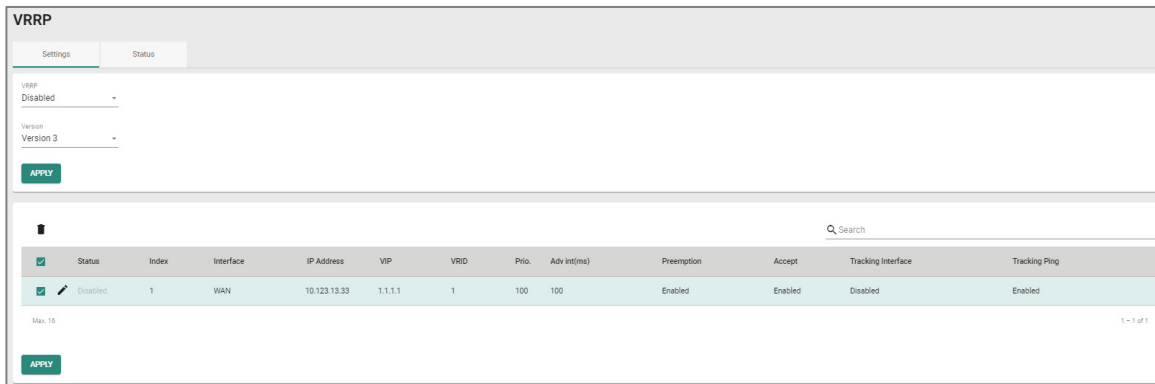 VRRP
Settings Status
VRRP
Disabled
Version
Version 3
APPLY
Search
Status Index Interface IP Address VIP VRID Prio. Adv int(ms) Preemption Accept Tracking Interface Tracking Ping
Disabled 1 WAN 10.123.13.33 1.1.1.1 1 100 100 Enabled Enabled Disabled Enabled
Max. 16 1 – 1 of 1
APPLY